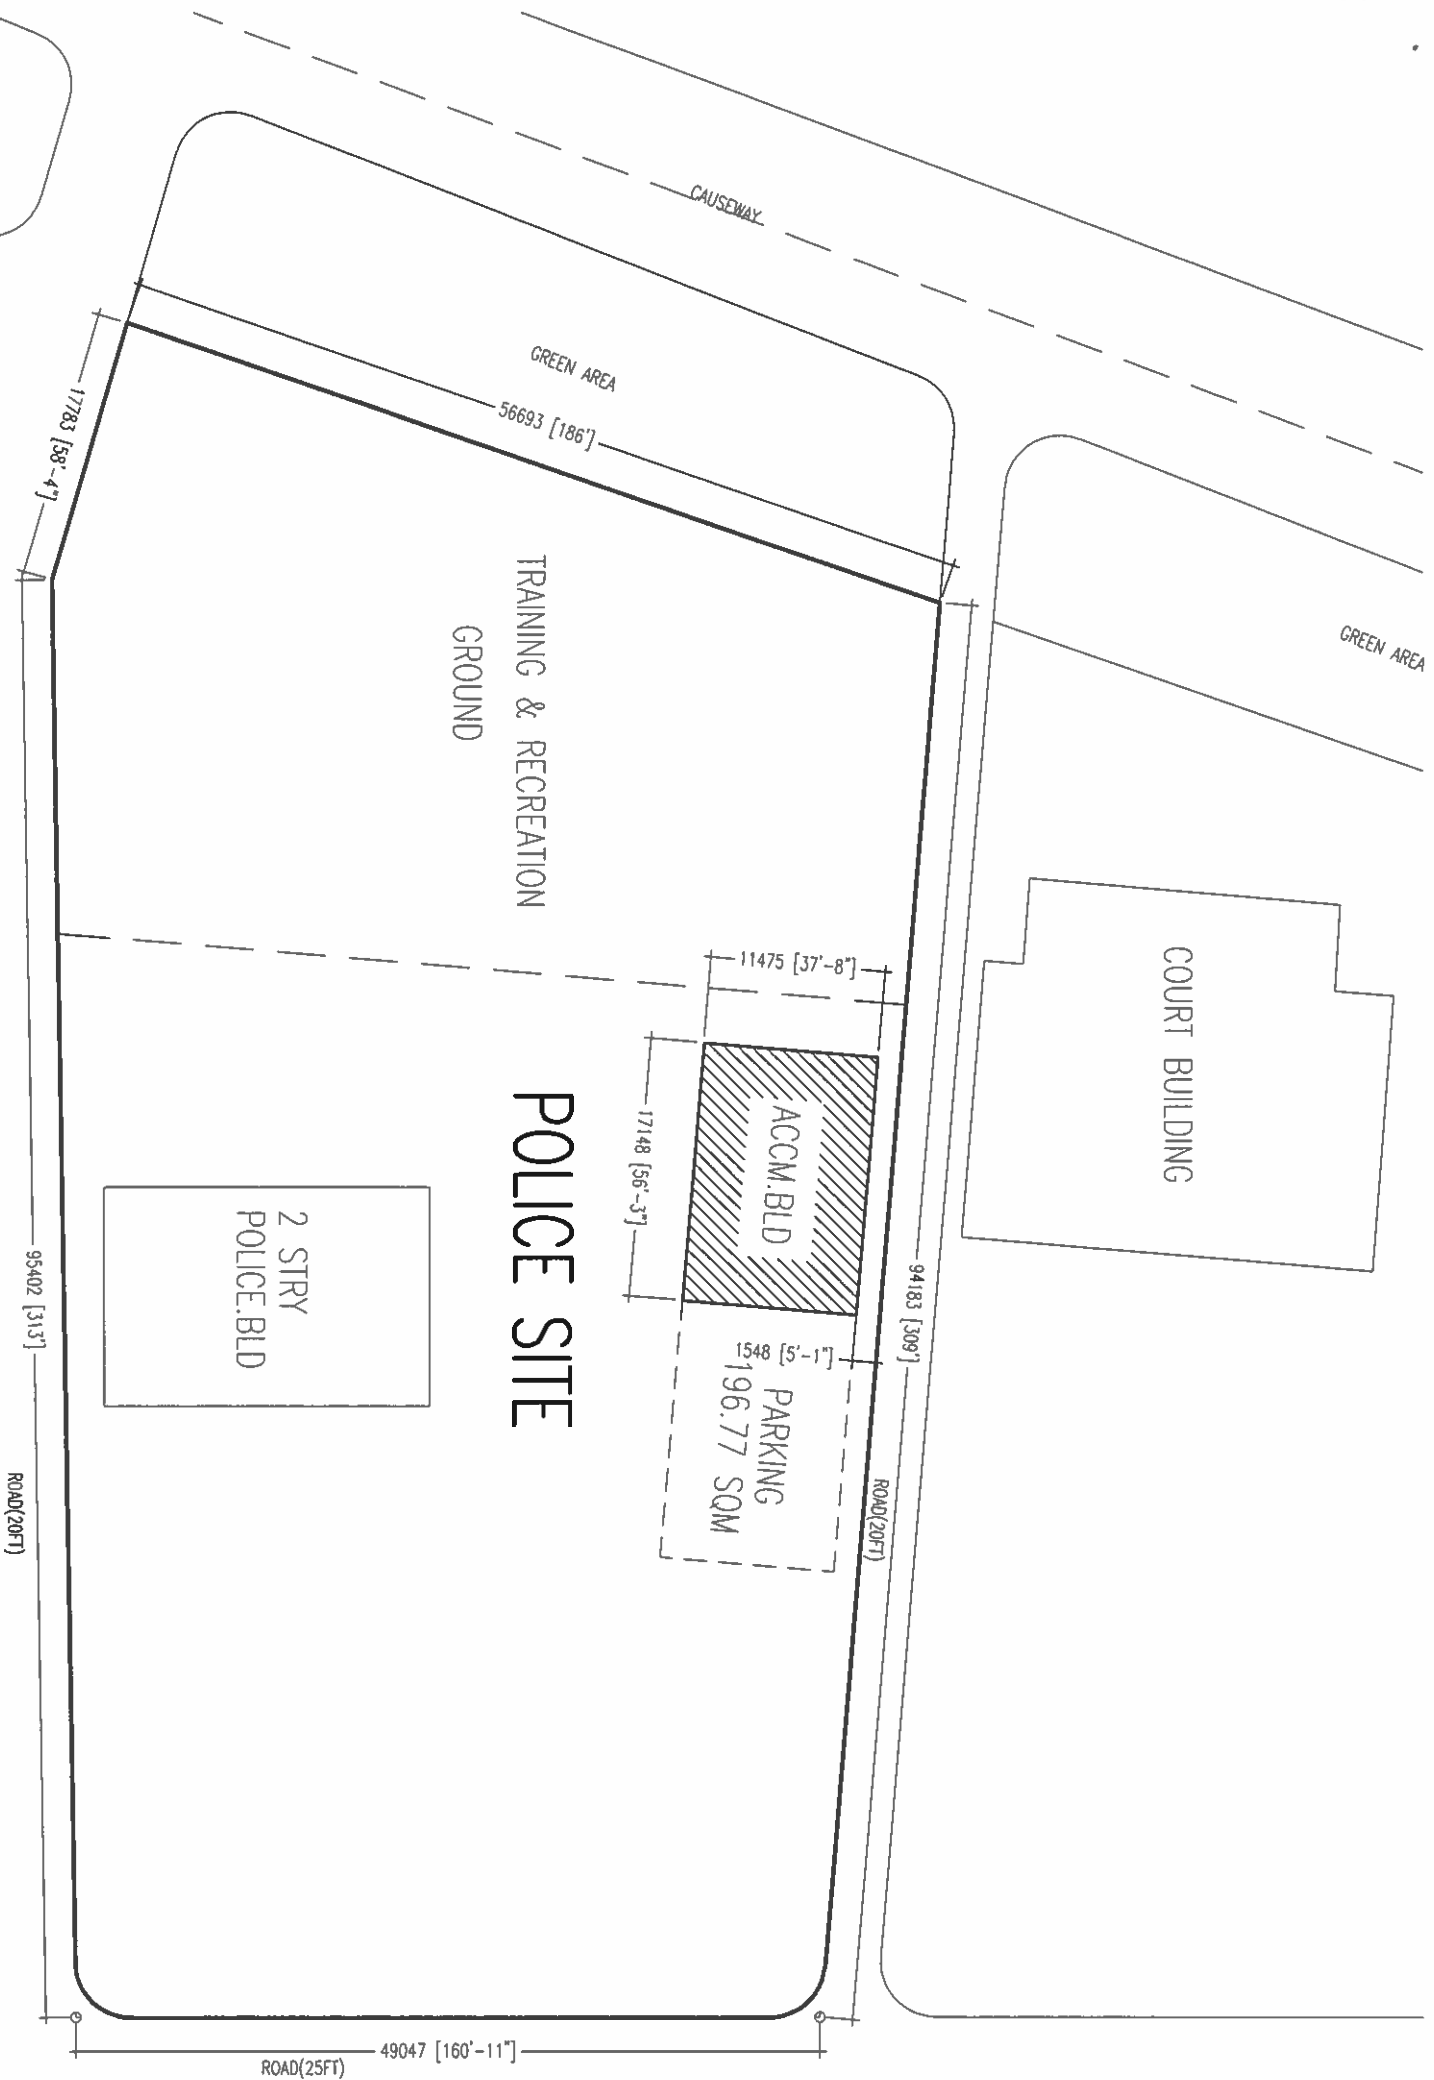 CAUSEWAY
GREEN AREA
56693 [186']
17783 [58'-4"]
GREEN AREA
TRAINING & RECREATION
GROUND
COURT BUILDING
11475 [37'-8"]
ACCM.BLD
17148 [56'-3"]
POLICE SITE
2 STRY
POLICE.BLD
94183 [309']
95402 [313']
1548 [5'-1"]
PARKING
196.77 SQM
ROAD(20FT)
ROAD(20FT)
49047 [160'-11"]
ROAD(25FT)